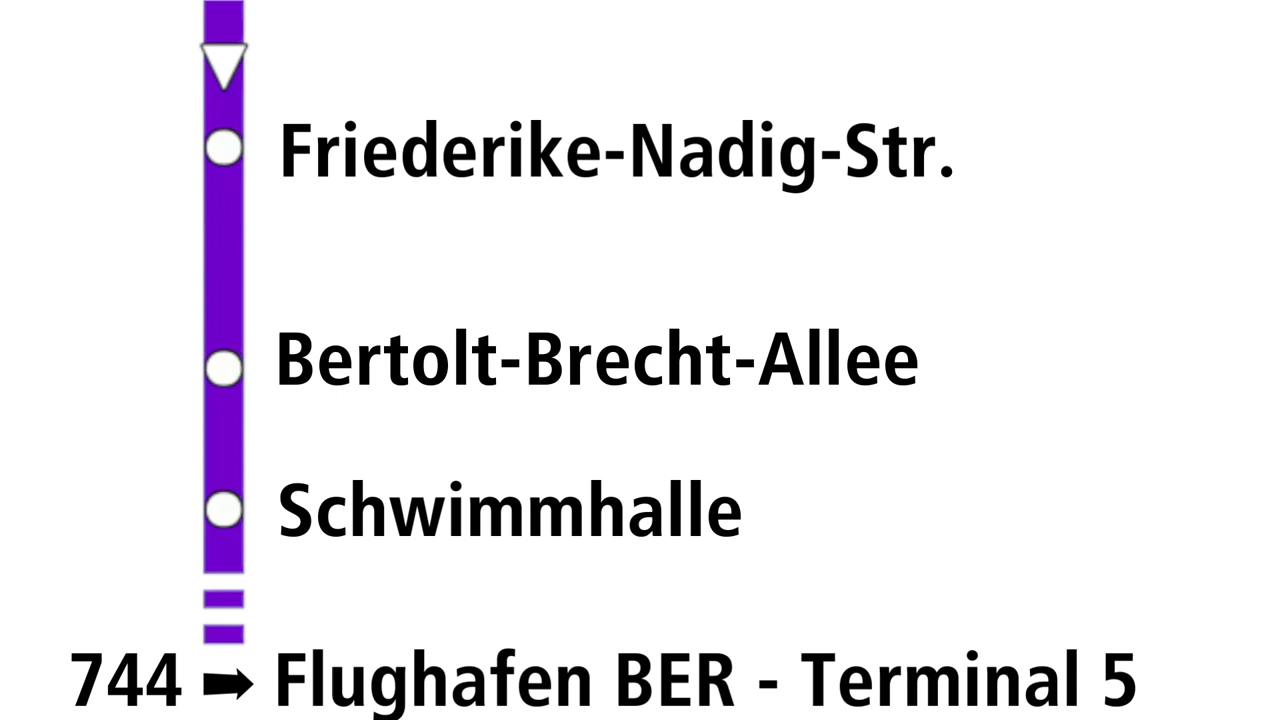 Friederike-Nadig-Str.
Bertolt-Brecht-Allee
Schwimmhalle
744 ➡ Flughafen BER - Terminal 5